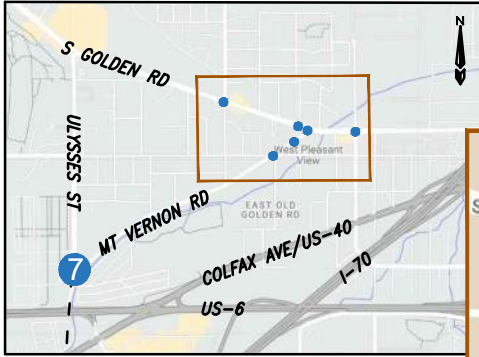 N
S GOLDEN RD
ULYSSES ST
West Pleasant
View
MT VERNON RD
EAST OLD
GOLDEN RD
S
7
COLFAX AVE/US-40
I-70
US-6